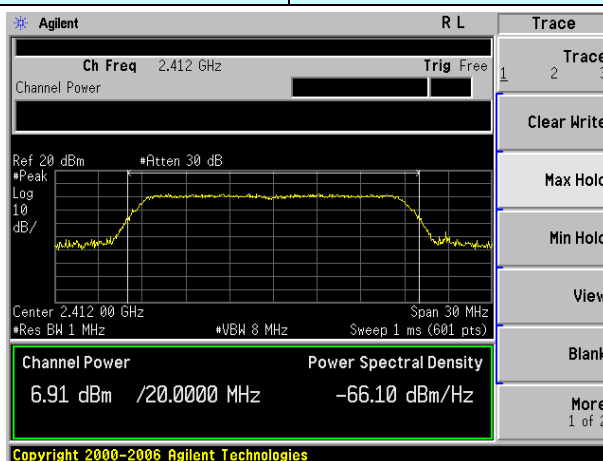 Agilent R L Trace
Ch Freq 2.412 GHz Trig Free
Channel Power
Trace
1 2 3
Clear Write
Max Hold
Min Hold
View
Blank
More
1 of 2
Ref 20 dBm #Atten 30 dB
#Peak
Log
10
dB/
Center 2.412 00 GHz Span 30 MHz
#Res BW 1 MHz #VBW 8 MHz Sweep 1 ms (601 pts)
Channel Power Power Spectral Density
6.91 dBm /20.0000 MHz -66.10 dBm/Hz
Copyright 2000-2006 Agilent Technologies